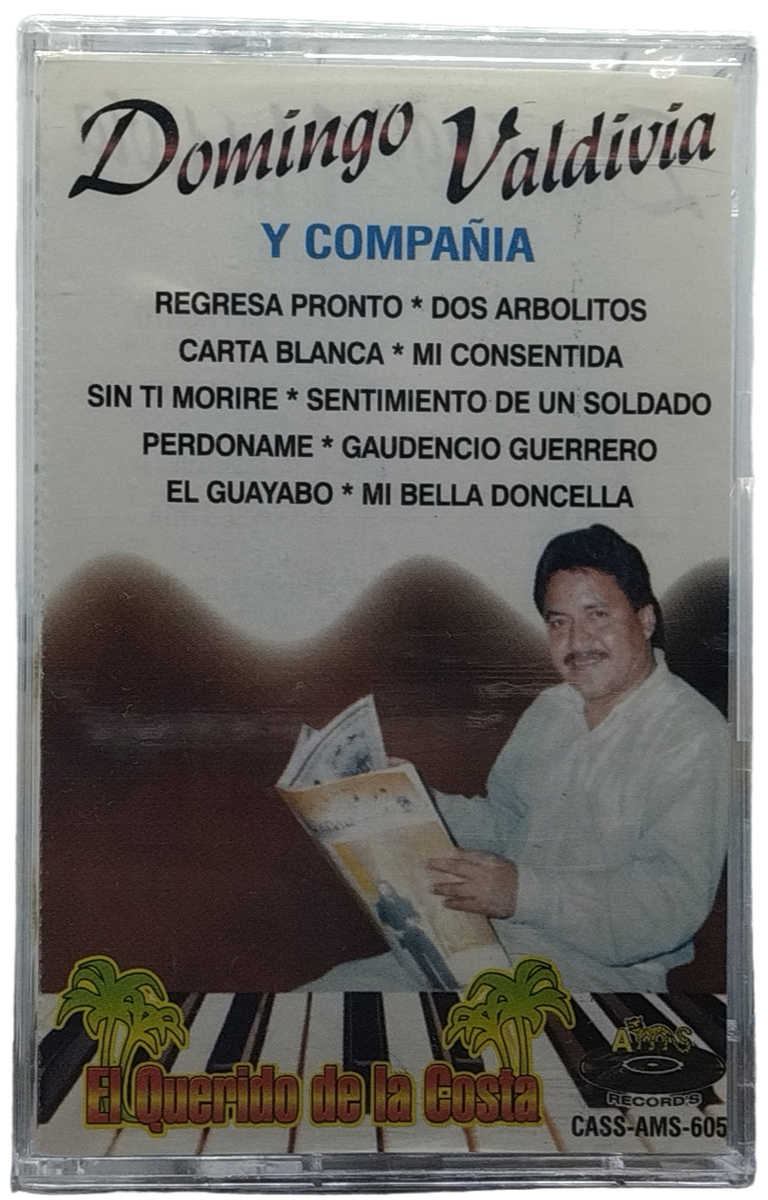 Domingo Valdivia
Y COMPAÑIA
REGRESA PRONTO * DOS ARBOLITOS
CARTA BLANCA * MI CONSENTIDA
SIN TI MORIRE * SENTIMIENTO DE UN SOLDADO
PERDONAME * GAUDENCIO GUERRERO
EL GUAYABO * MI BELLA DONCELLA
El Querido de la Costa
AMS
RECORD'S
CASS-AMS-605